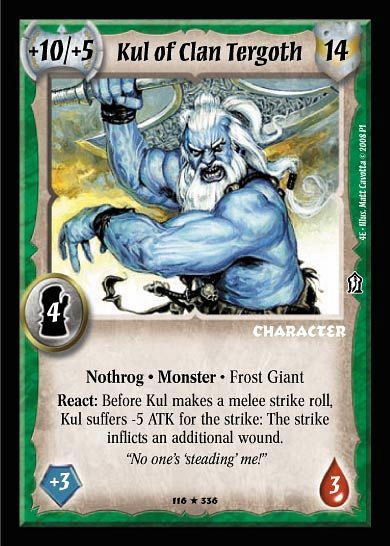 +10/+5 Kul of Clan Tergoth 14
4E · Illus. Matt Cavotta © 2008 P1
4
CHARACTER
Nothrog • Monster • Frost Giant
React: Before Kul makes a melee strike roll,
Kul suffers -5 ATK for the strike: The strike
inflicts an additional wound.
“No one’s ‘steading’ me!”
+3
3
116 ★ 336